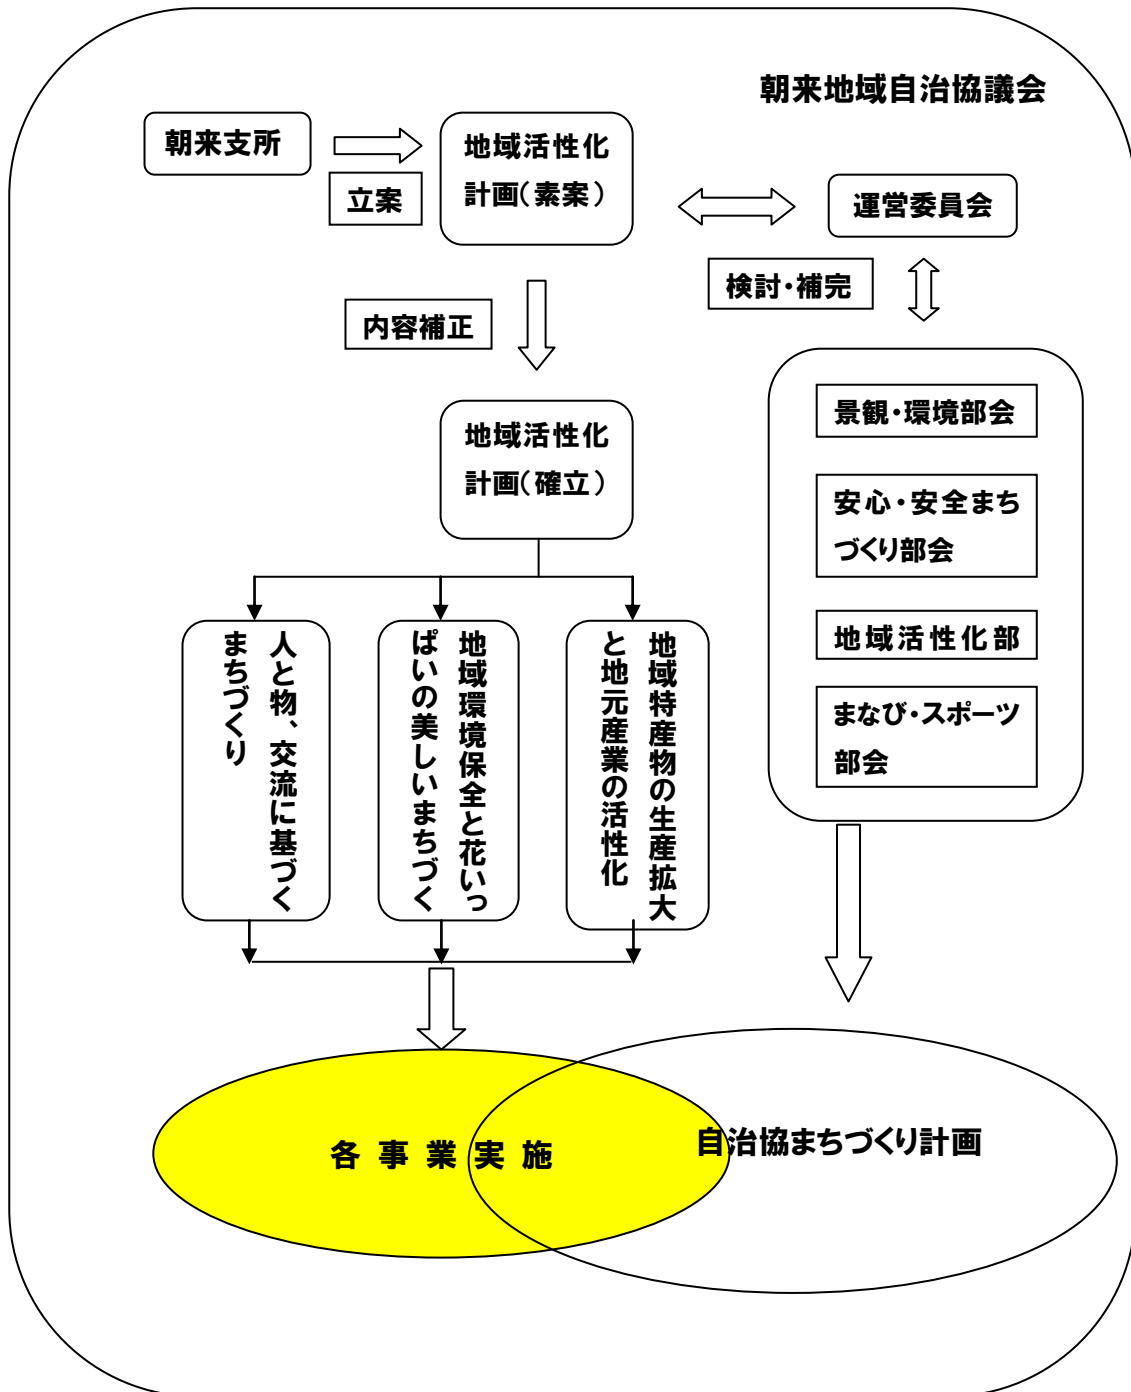 朝来地域自治協議会
朝来支所
立案
地域活性化
計画(素案)
運営委員会
検討・補完
内容補正
地域活性化
計画(確立)
景観・環境部会
安心・安全まち
づくり部会
地域活性化部
まなび・スポーツ
部会
人と物、交流に基づく
まちづくり
地域環境保全と花いっ
ぱいの美しいまちづく
地域特産物の生産拡大
と地元産業の活性化
各事業実施
自治協まちづくり計画